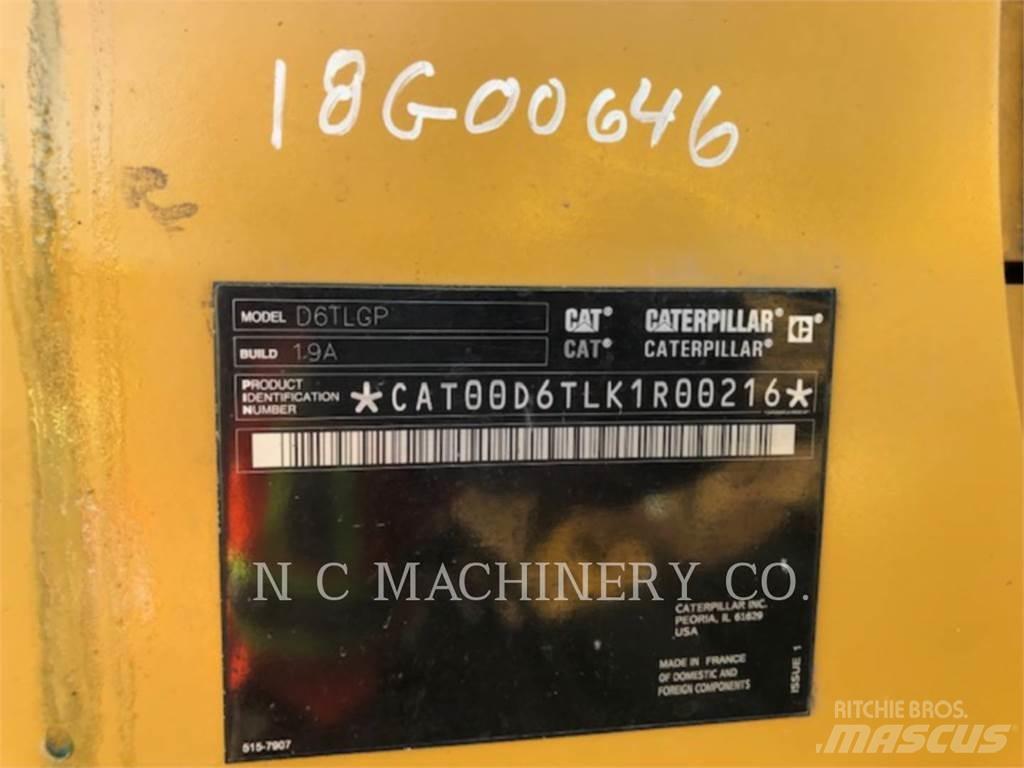 18G00646
MODEL D6TLGP
CAT® CATERPILLAR®
BUILD 19A
CAT® CATERPILLAR®
PRODUCT
IDENTIFICATION
NUMBER
*CAT00D6TLK1R00216*
N C MACHINERY CO.
CATERPILLAR INC.
PEORIA, IL 61629
USA
MADE IN FRANCE
OF DOMESTIC AND
FOREIGN COMPONENTS
ISSUE 1
515-7907
RITCHIE BROS.
MASCUS